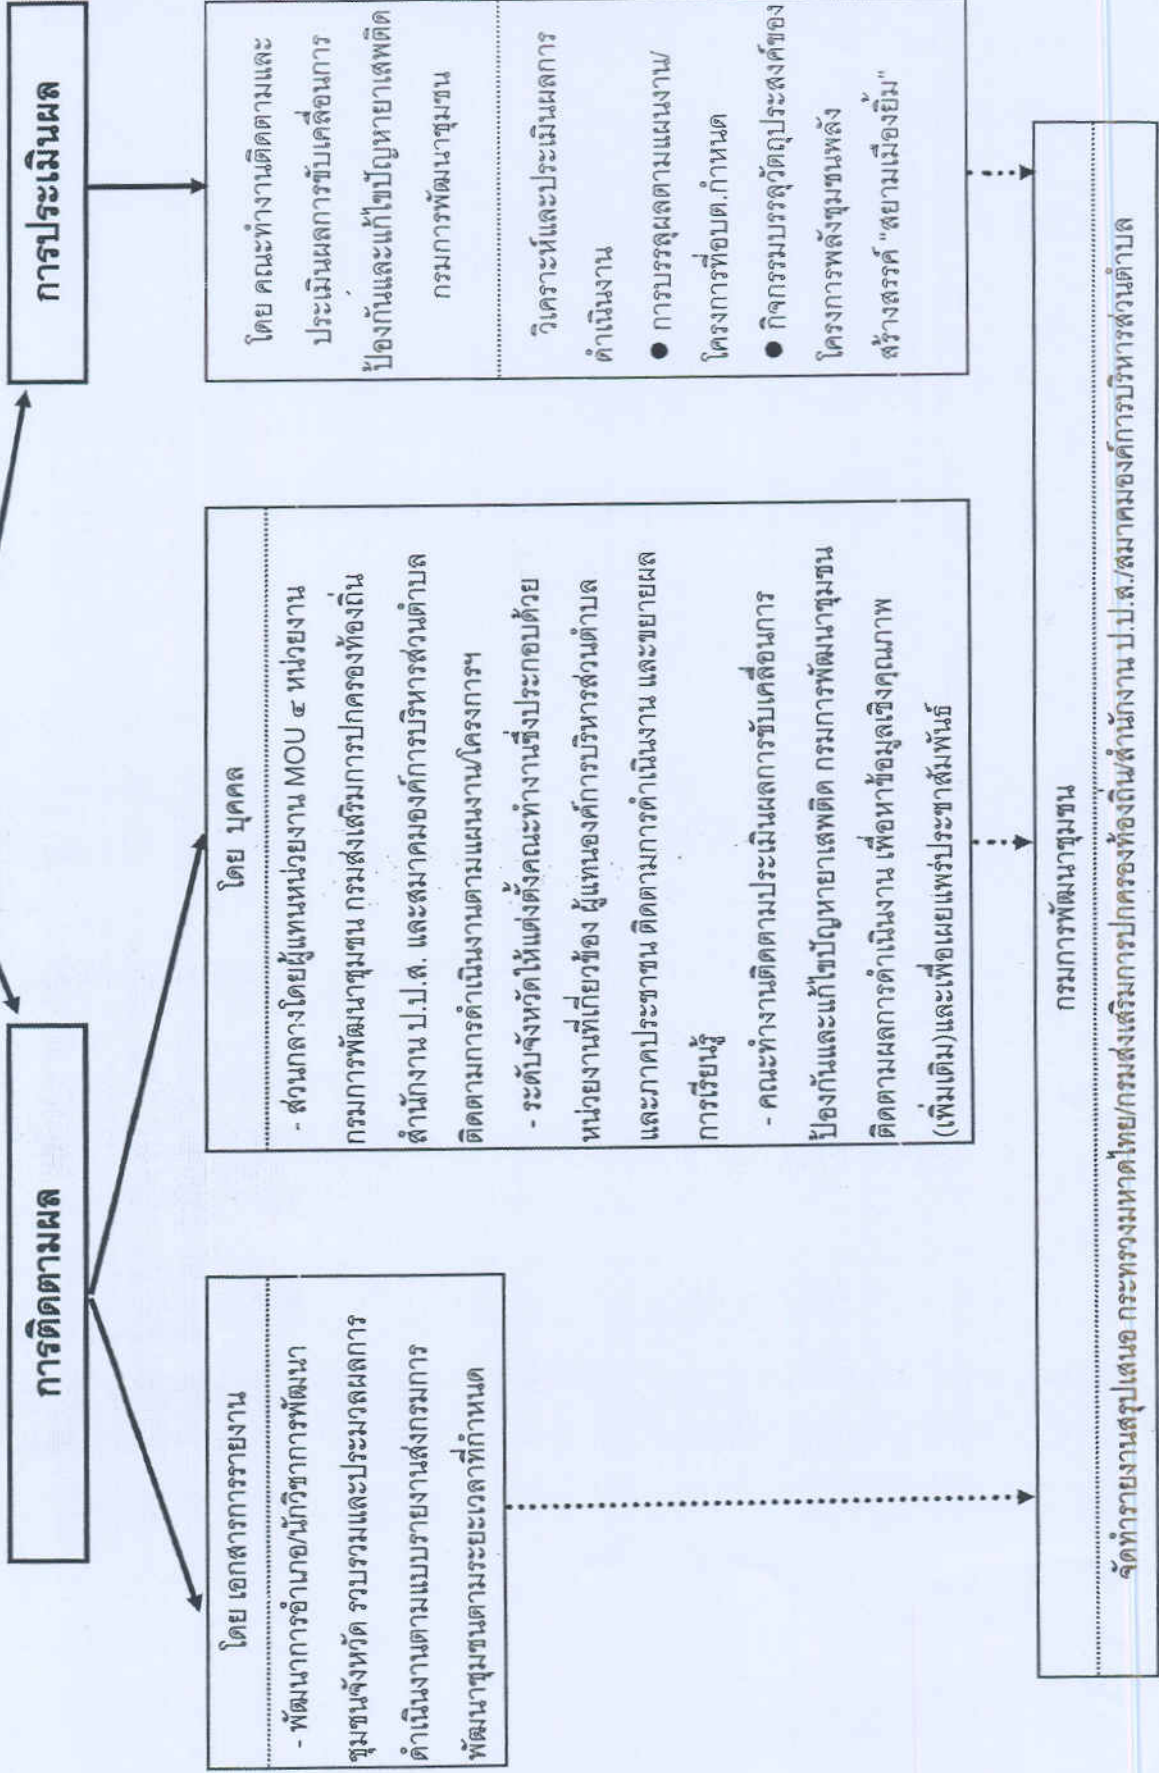 การติดตามผล
การประเมินผล
โดย เอกสารการรายงาน
- พัฒนาการอำเภอ/นักวิชาการพัฒนา
ชุมชนจังหวัด รวบรวมและประมวลผลการ
ดำเนินงานตามแบบรายงานส่งกรมการ
พัฒนาชุมชนตามระยะเวลาที่กำหนด
โดย บุคคล
- ส่วนกลางโดยผู้แทนหน่วยงาน MOU ๔ หน่วยงาน
กรมการพัฒนาชุมชน กรมส่งเสริมการปกครองท้องถิ่น
สำนักงาน ป.ป.ส. และสมาคมองค์การบริหารส่วนตำบล
ติดตามการดำเนินงานตามแผนงาน/โครงการฯ
- ระดับจังหวัดให้แต่งตั้งคณะทำงานซึ่งประกอบด้วย
หน่วยงานที่เกี่ยวข้อง ผู้แทนองค์การบริหารส่วนตำบล
และภาคประชาชน ติดตามการดำเนินงาน และขยายผล
การเรียนรู้
- คณะทำงานติดตามประเมินผลการขับเคลื่อนการ
ป้องกันและแก้ไขปัญหายาเสพติด กรมการพัฒนาชุมชน
ติดตามผลการดำเนินงาน เพื่อหาข้อมูลเชิงคุณภาพ
(เพิ่มเติม)และเพื่อเผยแพร่ประชาสัมพันธ์
โดย คณะทำงานติดตามและ
ประเมินผลการขับเคลื่อนการ
ป้องกันและแก้ไขปัญหายาเสพติด
กรมการพัฒนาชุมชน
วิเคราะห์และประเมินผลการ
ดำเนินงาน
● การบรรลุผลตามแผนงาน/
โครงการที่อบต.กำหนด
● กิจกรรมบรรลุวัตถุประสงค์ของ
โครงการพลังชุมชนพลัง
สร้างสรรค์ "สยามเมืองยิ้ม"
กรมการพัฒนาชุมชน
จัดทำรายงานสรุปเสนอ กระทรวงมหาดไทย/กรมส่งเสริมการปกครองท้องถิ่น/สำนักงาน ป.ป.ส./สมาคมองค์การบริหารส่วนตำบล